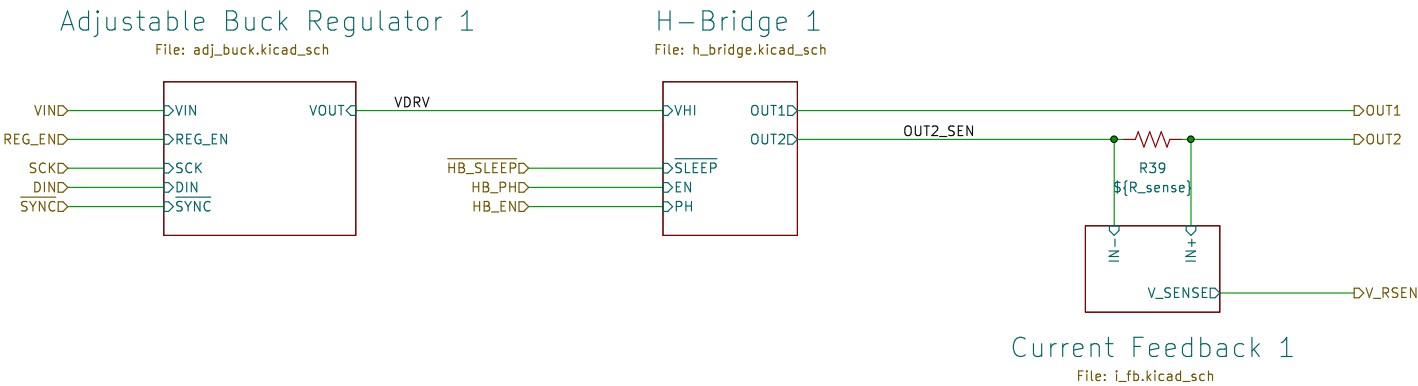 Adjustable Buck Regulator 1
File: adj_buck.kicad_sch
VIN
REG_EN
SCK
DIN
SYNC
VIN
REG_EN
SCK
DIN
SYNC
VOUT
VDRV
H-Bridge 1
File: h_bridge.kicad_sch
HB_SLEEP
HB_PH
HB_EN
VHI
SLEEP
EN
PH
OUT1
OUT2
OUT2_SEN
R39
${R_sense}
OUT1
OUT2
IN-
IN+
V_SENSE
V_RSEN
Current Feedback 1
File: i_fb.kicad_sch